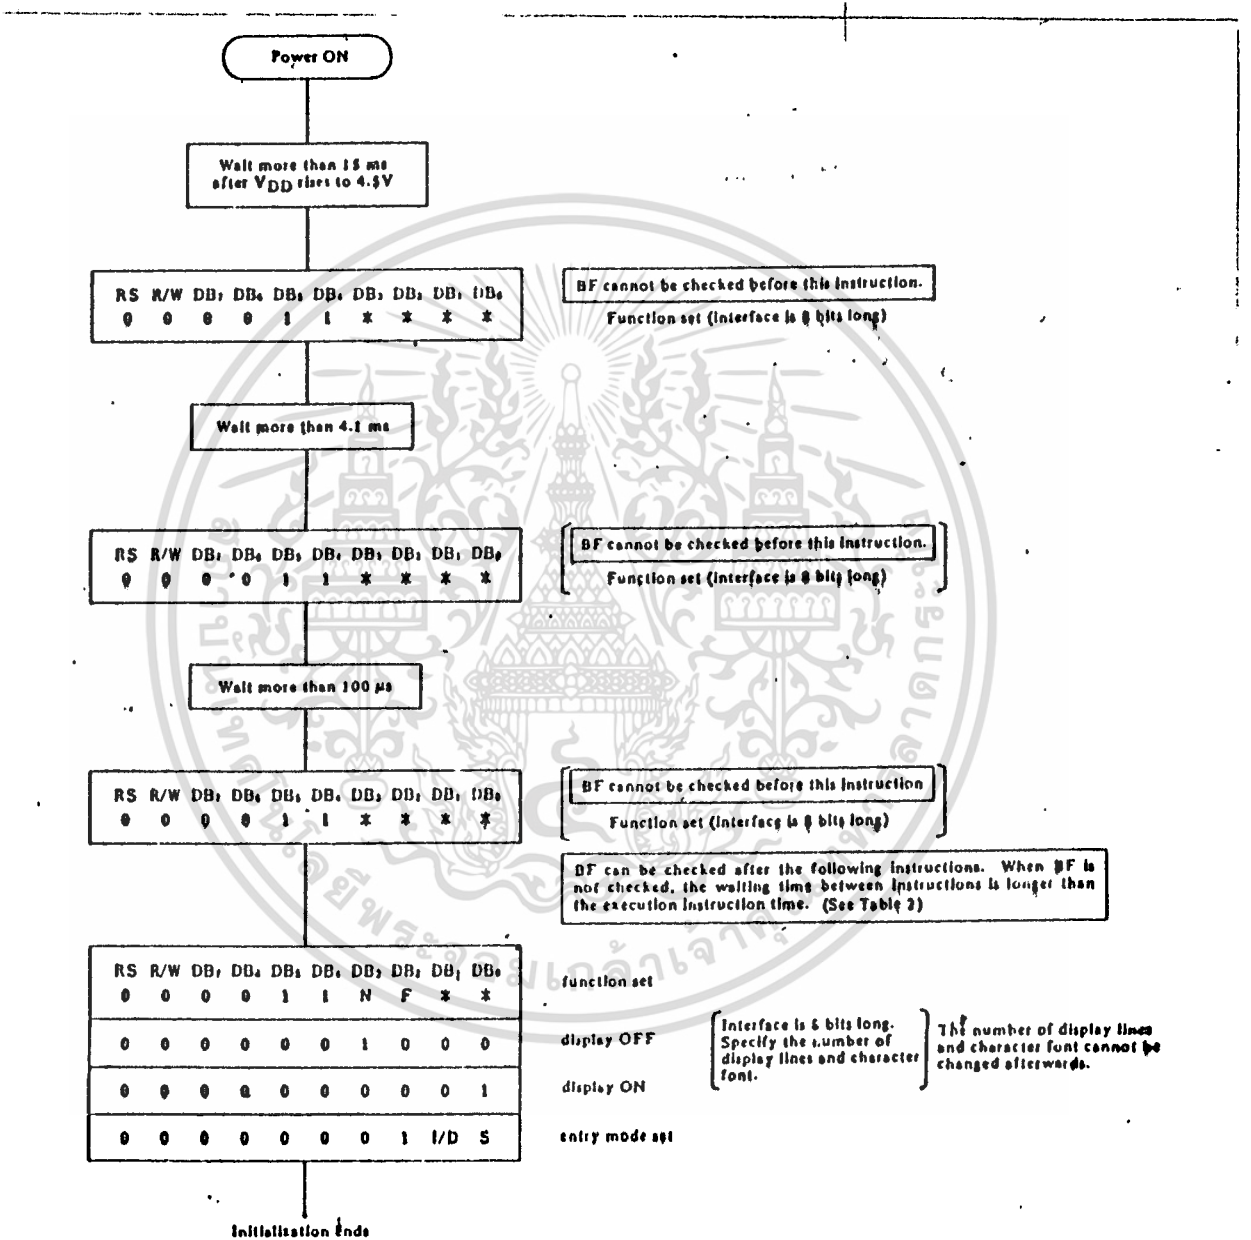 Power ON
Wait more than 15 ms
after VDD rises to 4.5V
RS R/W DB₇ DB₆ DB₅ DB₄ DB₃ DB₂ DB₁ DB₀
0 0 0 0 1 1 * * * *
BF cannot be checked before this instruction.
Function set (Interface is 8 bits long)
Wait more than 4.1 ms
RS R/W DB₇ DB₆ DB₅ DB₄ DB₃ DB₂ DB₁ DB₀
0 0 0 0 1 1 * * * *
BF cannot be checked before this instruction.
Function set (Interface is 8 bits long)
Wait more than 100 µs
RS R/W DB₇ DB₆ DB₅ DB₄ DB₃ DB₂ DB₁ DB₀
0 0 0 0 1 1 * * * *
BF cannot be checked before this instruction
Function set (Interface is 8 bits long)
BF can be checked after the following instructions. When BF is
not checked, the waiting time between instructions is longer than
the execution instruction time. (See Table 2)
RS R/W DB₇ DB₆ DB₅ DB₄ DB₃ DB₂ DB₁ DB₀
0 0 0 0 1 1 N F * *
function set
0 0 0 0 0 0 1 0 0 0
display OFF
Interface is 8 bits long.
Specify the number of
display lines and character
font.
The number of display lines
and character font cannot be
changed afterwards.
0 0 0 0 0 0 0 0 0 1
display ON
0 0 0 0 0 0 0 1 I/D S
entry mode set
Initialization Ends